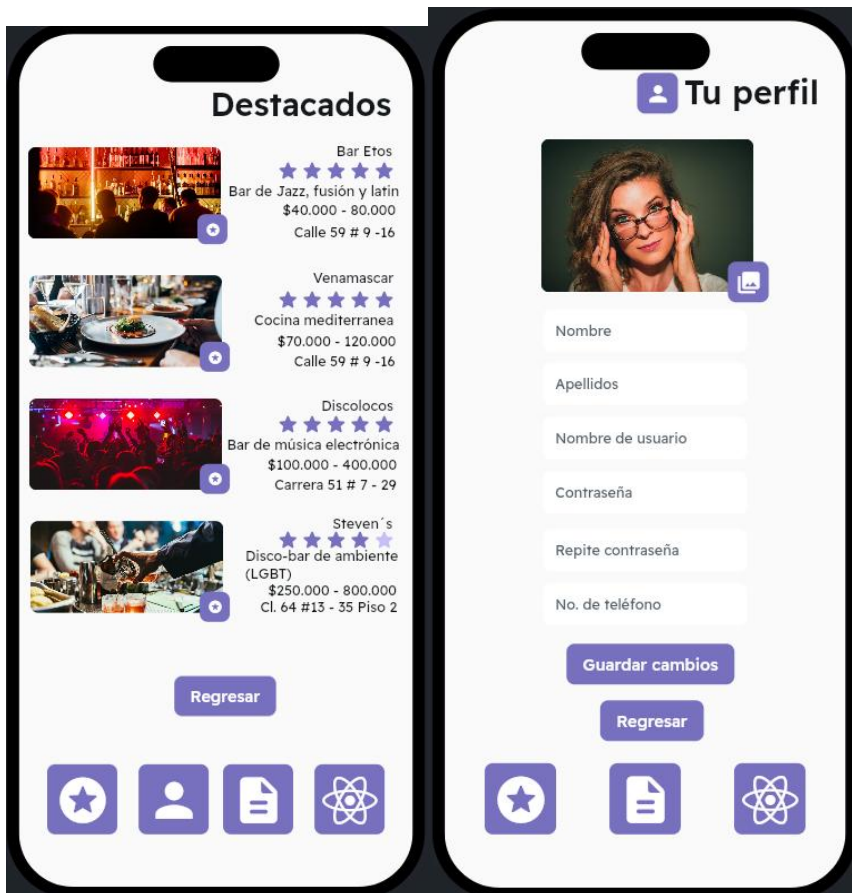 Destacados
Bar Etos
Bar de Jazz, fusión y latin
$40.000 - 80.000
Calle 59 # 9 -16
Venamascar
Cocina mediterranea
$70.000 - 120.000
Calle 59 # 9 -16
Discolocos
Bar de música electrónica
$100.000 - 400.000
Carrera 51 # 7 - 29
Steven´s
Disco-bar de ambiente
(LGBT)
$250.000 - 800.000
Cl. 64 #13 - 35 Piso 2
Regresar
Tu perfil
Nombre
Apellidos
Nombre de usuario
Contraseña
Repite contraseña
No. de teléfono
Guardar cambios
Regresar